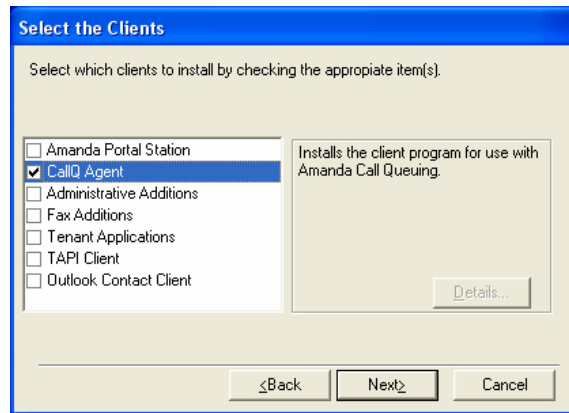 Select the Clients
Select which clients to install by checking the appropiate item(s).
Amanda Portal Station
CallQ Agent
Administrative Additions
Fax Additions
Tenant Applications
TAPI Client
Outlook Contact Client
Installs the client program for use with
Amanda Call Queuing.
Details...
<Back
Next>
Cancel